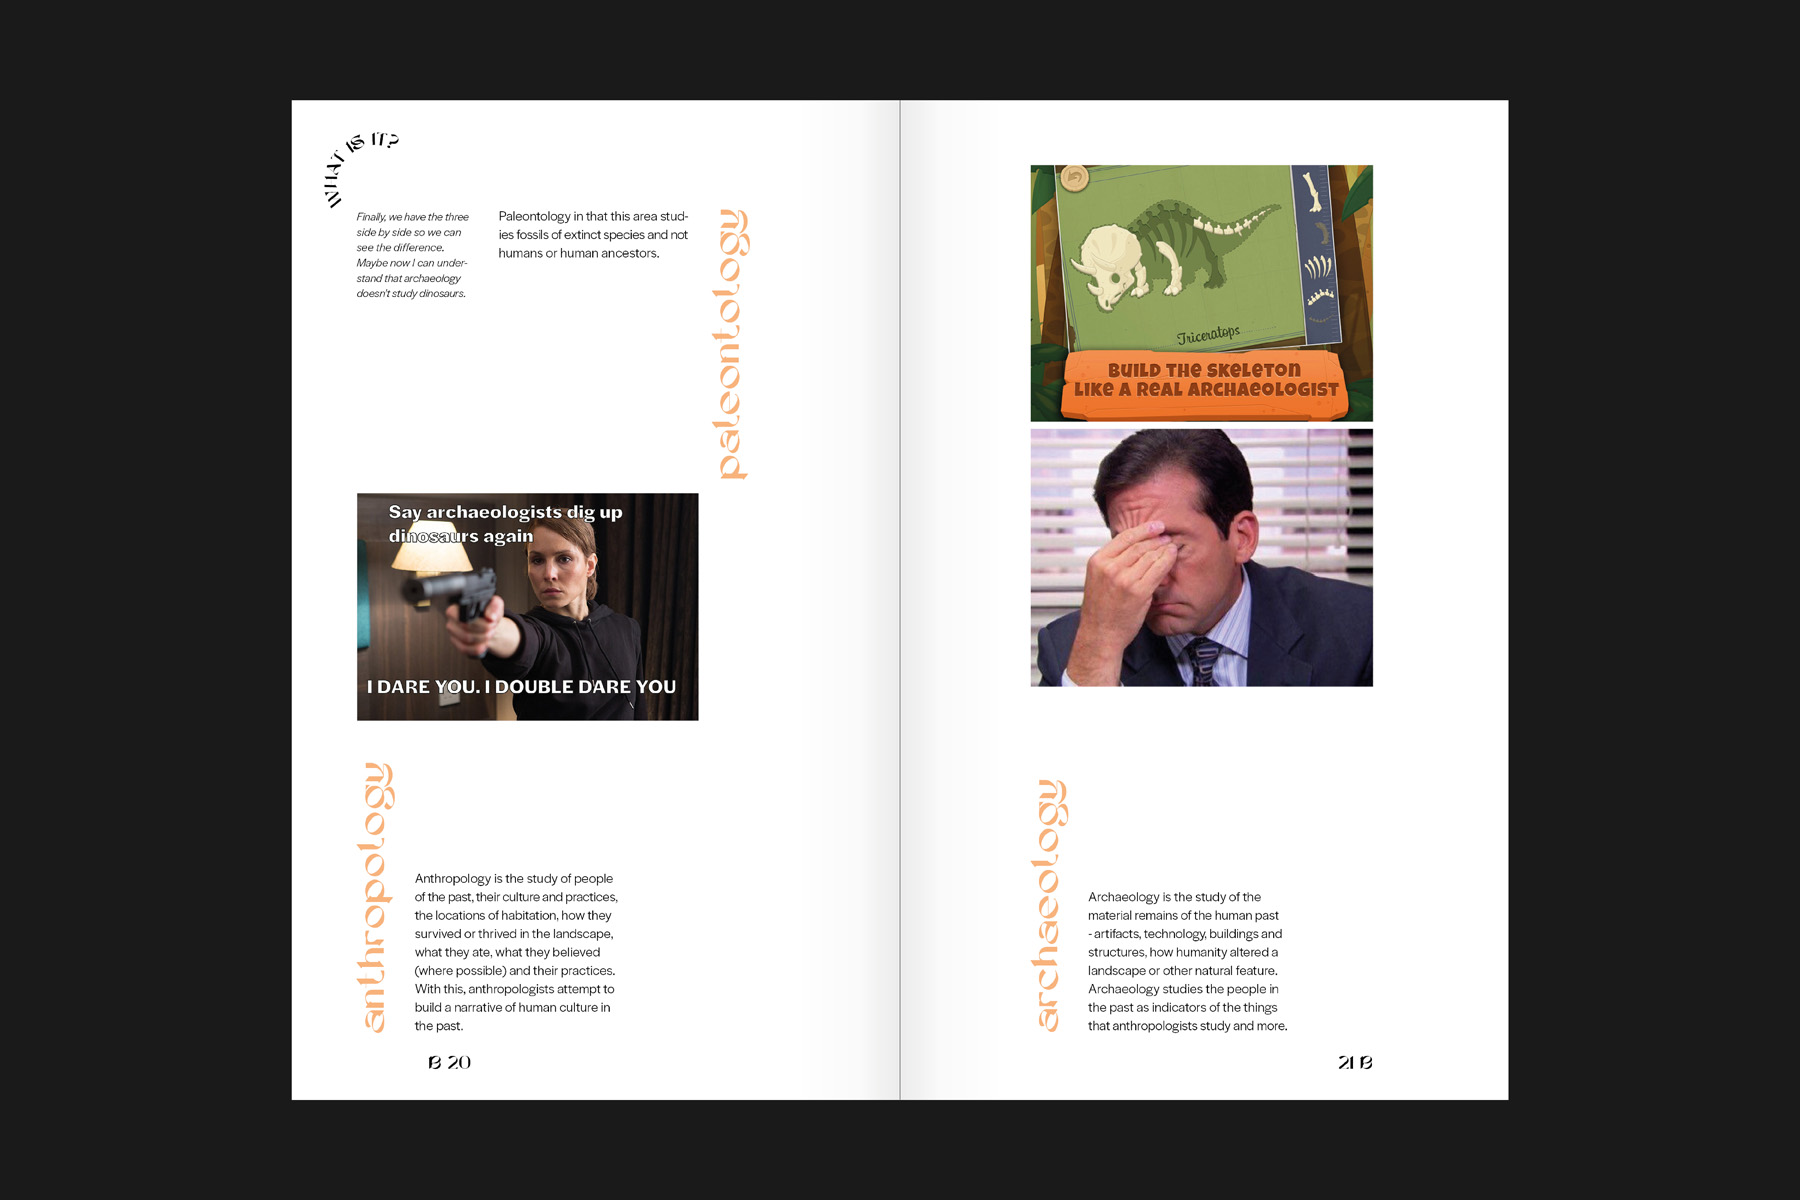 WHAT IS IT?
Finally, we have the three
side by side so we can
see the difference.
Maybe now I can under-
stand that archaeology
doesn't study dinosaurs.
Paleontology in that this area stud-
ies fossils of extinct species and not
humans or human ancestors.
paleontology
Say archaeologists dig up
dinosaurs again
I DARE YOU. I DOUBLE DARE YOU
anthropology
Anthropology is the study of people
of the past, their culture and practices,
the locations of habitation, how they
survived or thrived in the landscape,
what they ate, what they believed
(where possible) and their practices.
With this, anthropologists attempt to
build a narrative of human culture in
the past.
B 20
Triceratops
BUILD THE SKELETON
LIKE A REAL ARCHAEOLOGIST
archaeology
Archaeology is the study of the
material remains of the human past
- artifacts, technology, buildings and
structures, how humanity altered a
landscape or other natural feature.
Archaeology studies the people in
the past as indicators of the things
that anthropologists study and more.
21 B